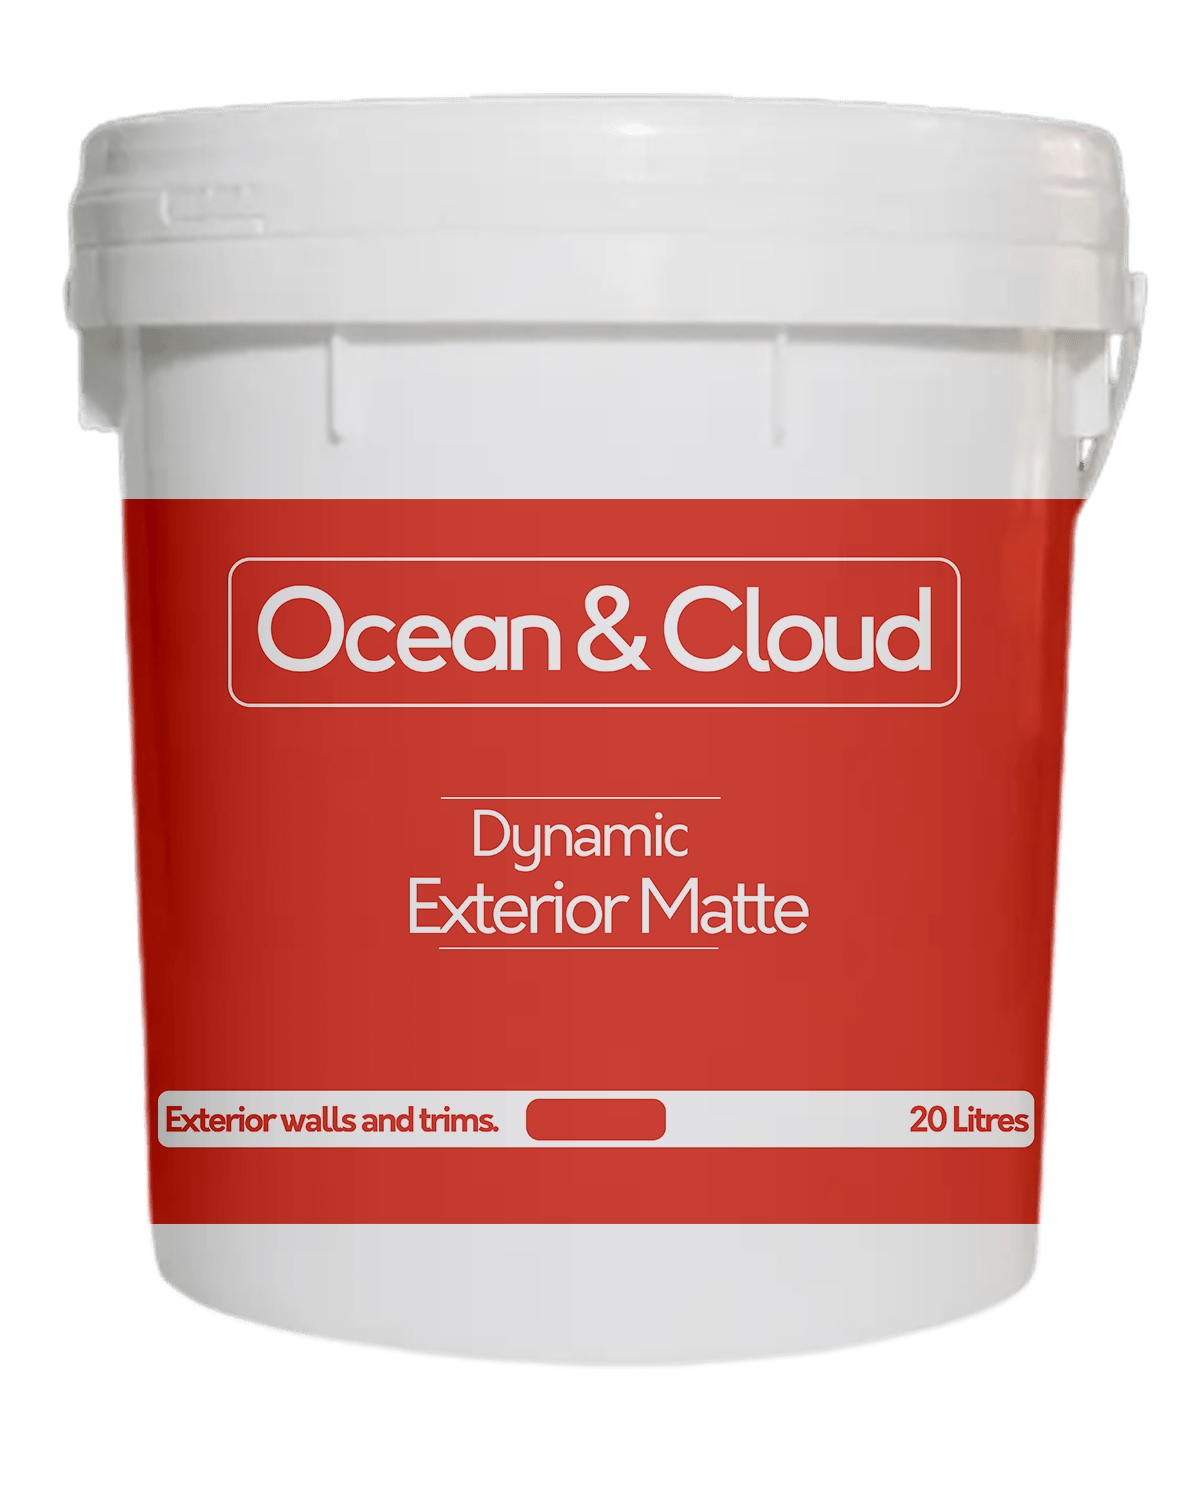 Ocean & Cloud
Dynamic
Exterior Matte
Exterior walls and trims.
20 Litres